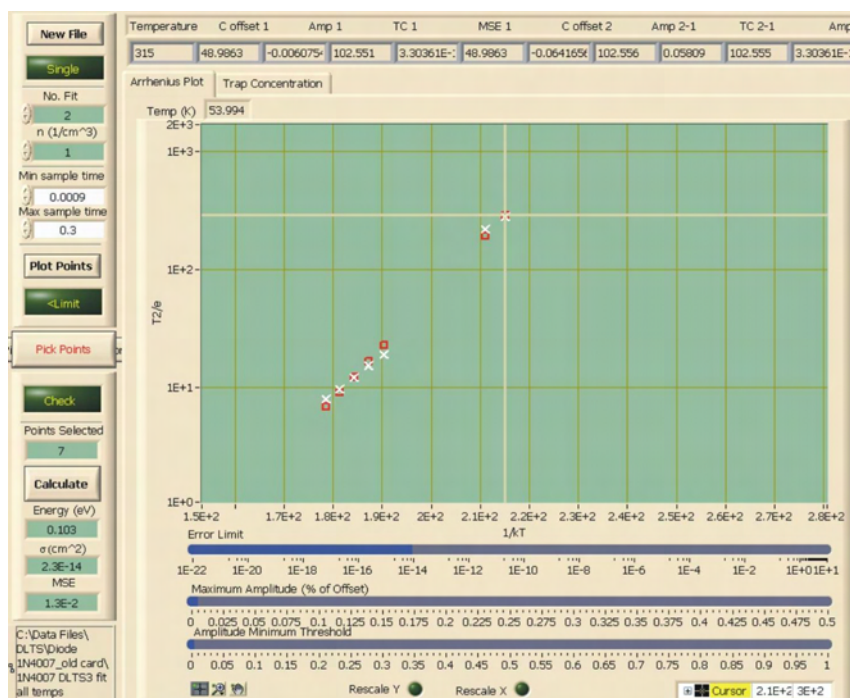 New File
Single
No. Fit
2
n (1/cm^3)
1
Min sample time
0.0009
Max sample time
0.3
Plot Points
<Limit
Pick Points
Check
Points Selected
7
Calculate
Energy (eV)
0.103
σ(cm^2)
2.3E-14
MSE
1.3E-2
C:\Data Files\
DLTS\Diode
1N4007_old card\
1N4007 DLTS3 fit
all temps
Temperature C offset 1 Amp 1 TC 1 MSE 1 C offset 2 Amp 2-1 TC 2-1 Amp
315 48.9863 -0.0060754 102.551 3.30361E- 48.9863 -0.0641656 102.556 0.05809 102.555 3.30361E-
Arrhenius Plot Trap Concentration
Temp (K) 53.994
2E+3
1E+3
1E+2
1E+1
1E+0
T2/e
1.5E+2 1.8E+2 1.9E+2 2E+2 2.1E+2 2.2E+2 2.3E+2 2.4E+2 2.5E+2 2.6E+2 2.7E+2 2.8E+2
1/kT
Error Limit
1E-22 1E-20 1E-18 1E-16 1E-14 1E-12 1E-10 1E-8 1E-6 1E-4 1E-2 1E+01E+1
Maximum Amplitude (% of Offset)
0 0.025 0.05 0.075 0.1 0.125 0.15 0.175 0.2 0.225 0.25 0.275 0.3 0.325 0.35 0.375 0.4 0.425 0.45 0.475 0.5
Amplitude Minimum Threshold
0 0.05 0.1 0.15 0.2 0.25 0.3 0.35 0.4 0.45 0.5 0.55 0.6 0.65 0.7 0.75 0.8 0.85 0.9 0.95 1
Rescale Y Rescale X Cursor 2.1E+2 3E+2